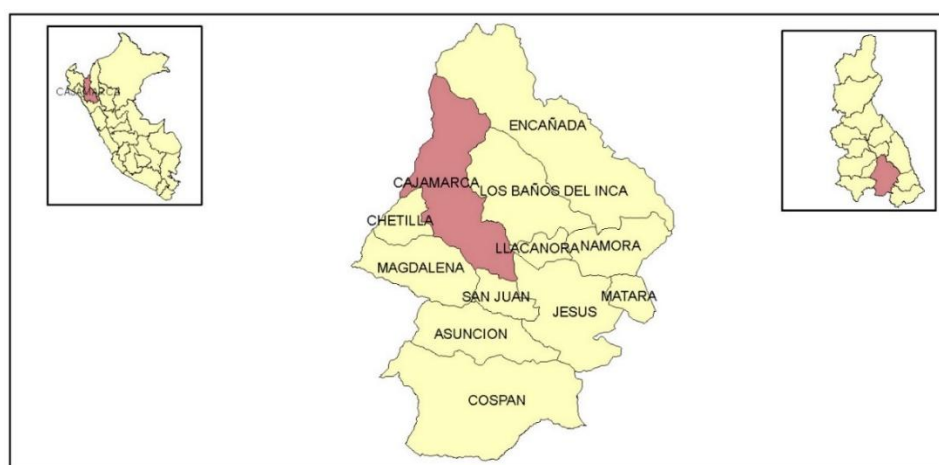 CAJAMARCA
ENCAÑADA
CAJAMARCA
LOS BAÑOS DEL INCA
CHETILLA
LLACANORA
NAMORA
MAGDALENA
SAN JUAN
MATARA
JESUS
ASUNCION
COSPAN